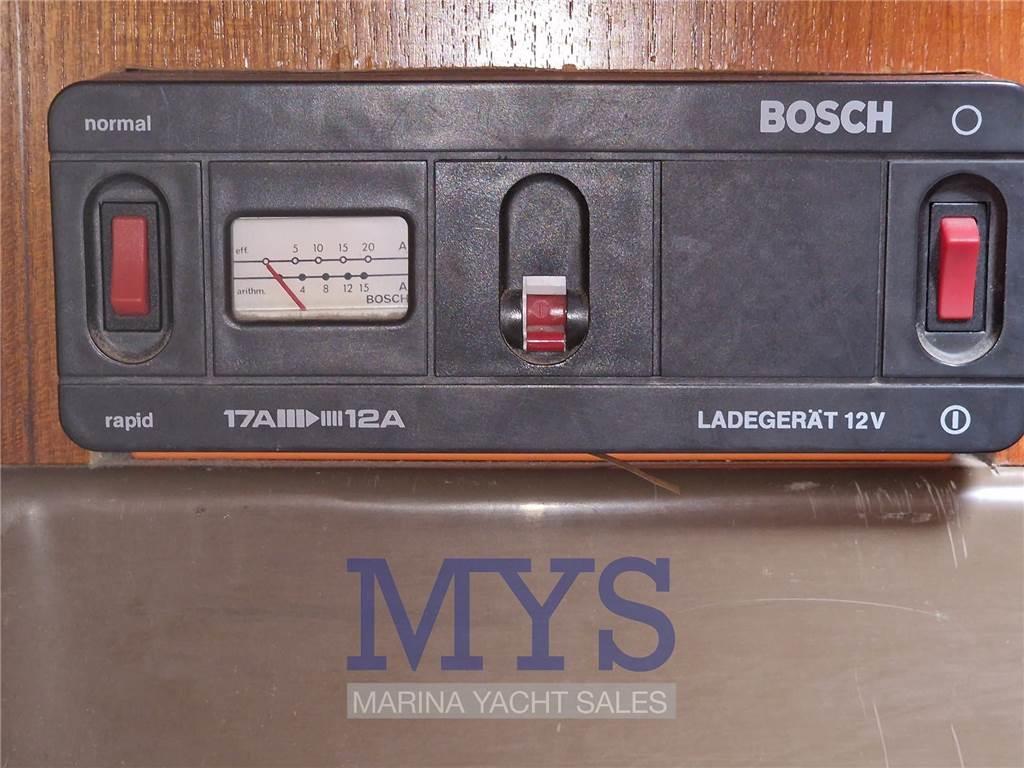 normal
BOSCH
eff. 5 10 15 20 A
arithm. 4 8 12 15 A
BOSCH
rapid
17A 12A
LADEGERÄT 12V
MYS
MARINA YACHT SALES